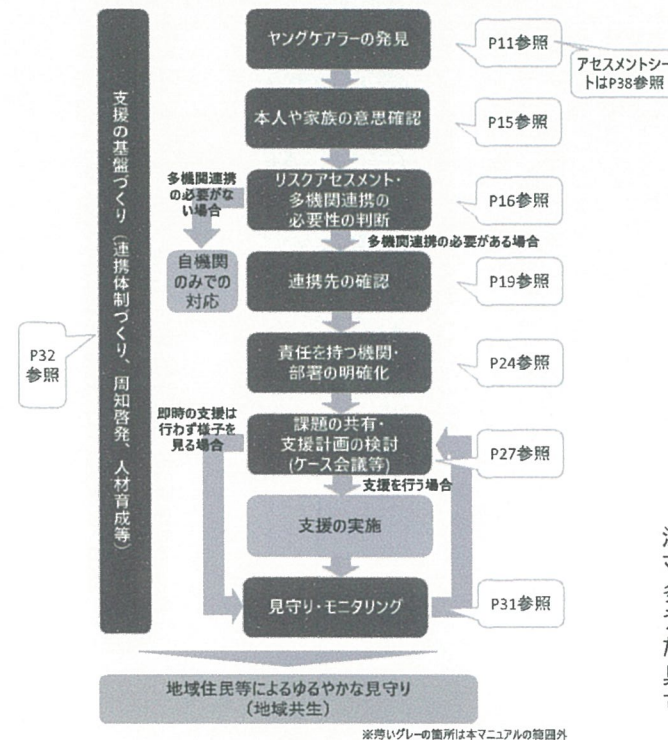 ヤングケアラーの発見
P11参照
アセスメントシー
トはP38参照
本人や家族の意思確認
P15参照
リスクアセスメント・
多機関連携の
必要性の判断
P16参照
多機関連携
の必要がな
い場合
多機関連携の必要がある場合
自機関
のみでの
対応
連携先の確認
P19参照
責任を持つ機関・
部署の明確化
P24参照
即時の支援は
行わず様子を
見る場合
課題の共有・
支援計画の検討
(ケース会議等)
P27参照
支援を行う場合
支援の実施
見守り・モニタリング
P31参照
支援の基盤づくり(連携体制づくり、周知啓発、人材育成等)
P32
参照
地域住民等によるゆるやかな見守り
(地域共生)
※薄いグレーの箇所は本マニュアルの範囲外